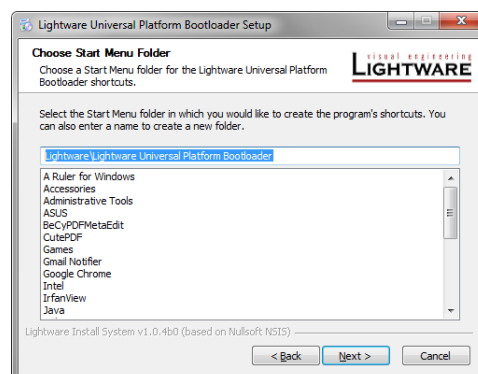 Lightware Universal Platform Bootloader Setup
Choose Start Menu Folder
Choose a Start Menu folder for the Lightware Universal Platform
Bootloader shortcuts.
visual engineering
LIGHTWARE
Select the Start Menu folder in which you would like to create the program's shortcuts. You
can also enter a name to create a new folder.
Lightware\Lightware Universal Platform Bootloader
A Ruler for Windows
Accessories
Administrative Tools
ASUS
BeCyPDFMetaEdit
CutePDF
Games
Gmail Notifier
Google Chrome
Intel
IrfanView
Java
Lightware Install System v1.0.4b0 (based on Nullsoft NSIS)
< Back
Next >
Cancel